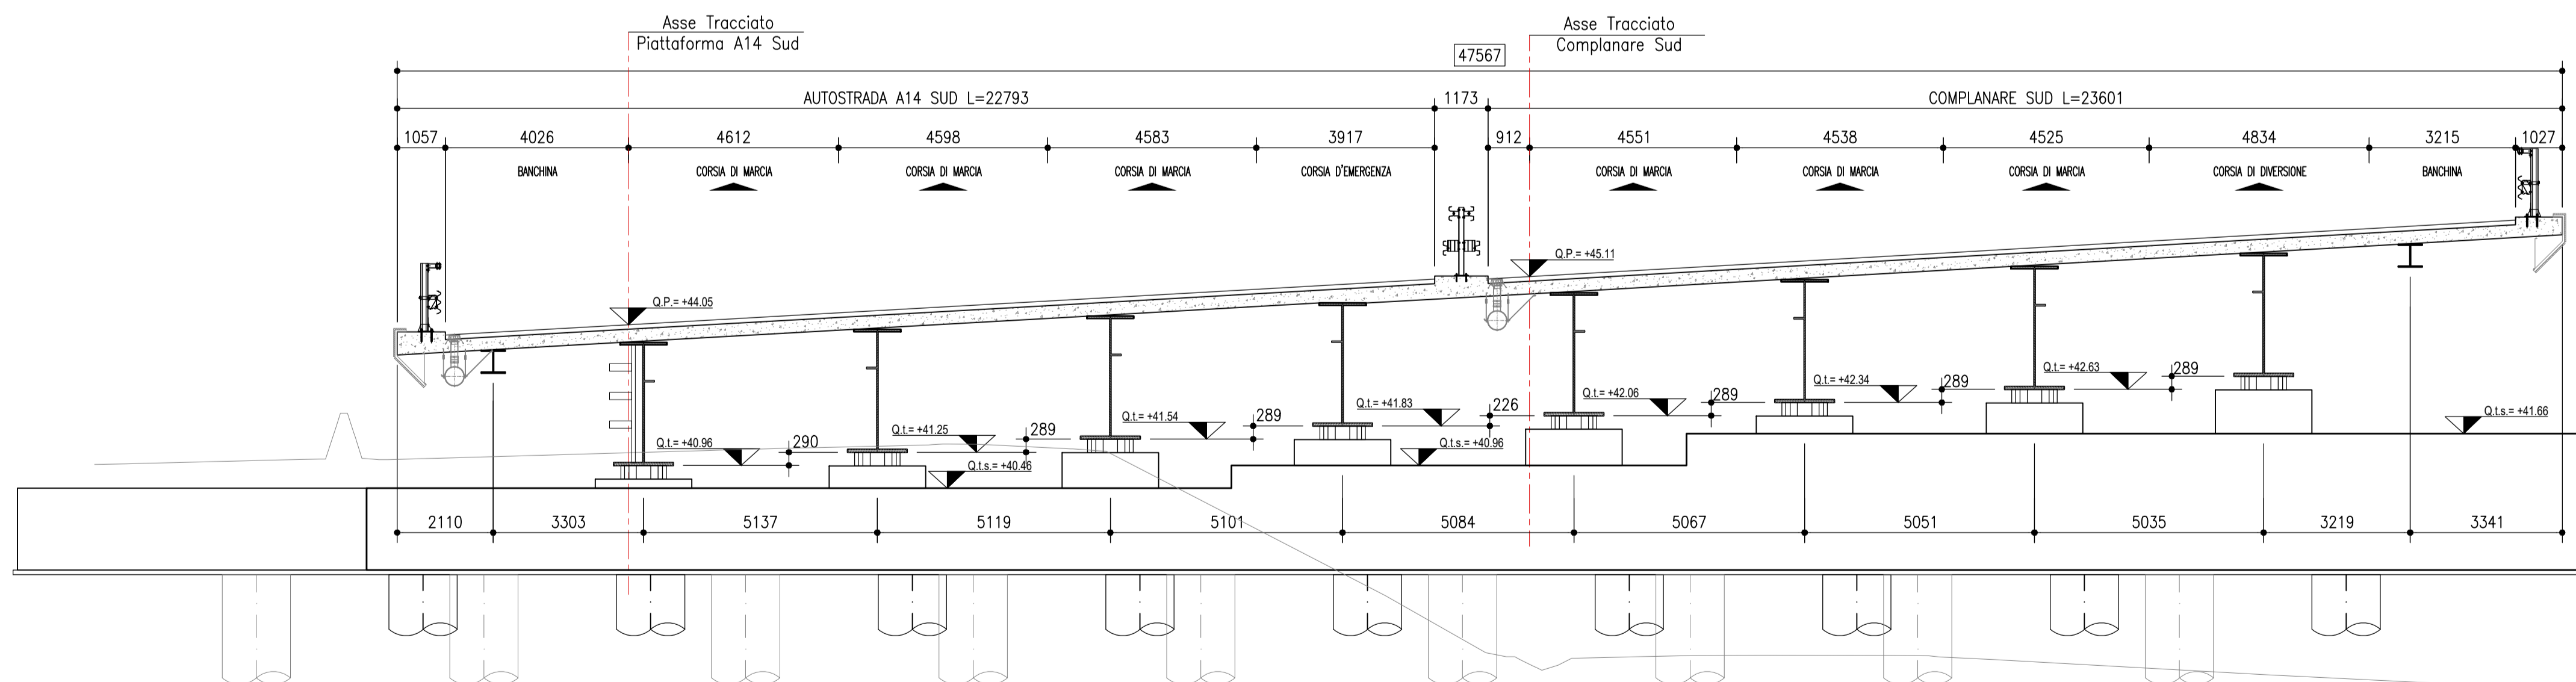 Asse Tracciato
Piattaforma A14 Sud
Asse Tracciato
Complanare Sud
47567
AUTOSTRADA A14 SUD L=22793
1173
COMPLANARE SUD L=23601
1057
4026
4612
4598
4583
3917
912
4551
4538
4525
4834
3215
1027
BANCHINA
CORSIA DI MARCIA
CORSIA DI MARCIA
CORSIA DI MARCIA
CORSIA D'EMERGENZA
CORSIA DI MARCIA
CORSIA DI MARCIA
CORSIA DI MARCIA
CORSIA DI DIVERSIONE
BANCHINA
Q.P.= +45.11
Q.P.= +44.05
Q.t.= +40.96
290
Q.t.= +41.25
289
Q.t.s.= +40.46
Q.t.= +41.54
289
Q.t.= +41.83
226
Q.t.s.= +40.96
Q.t.= +42.06
289
Q.t.= +42.34
289
Q.t.= +42.63
289
Q.t.s.= +41.66
2110
3303
5137
5119
5101
5084
5067
5051
5035
3219
3341